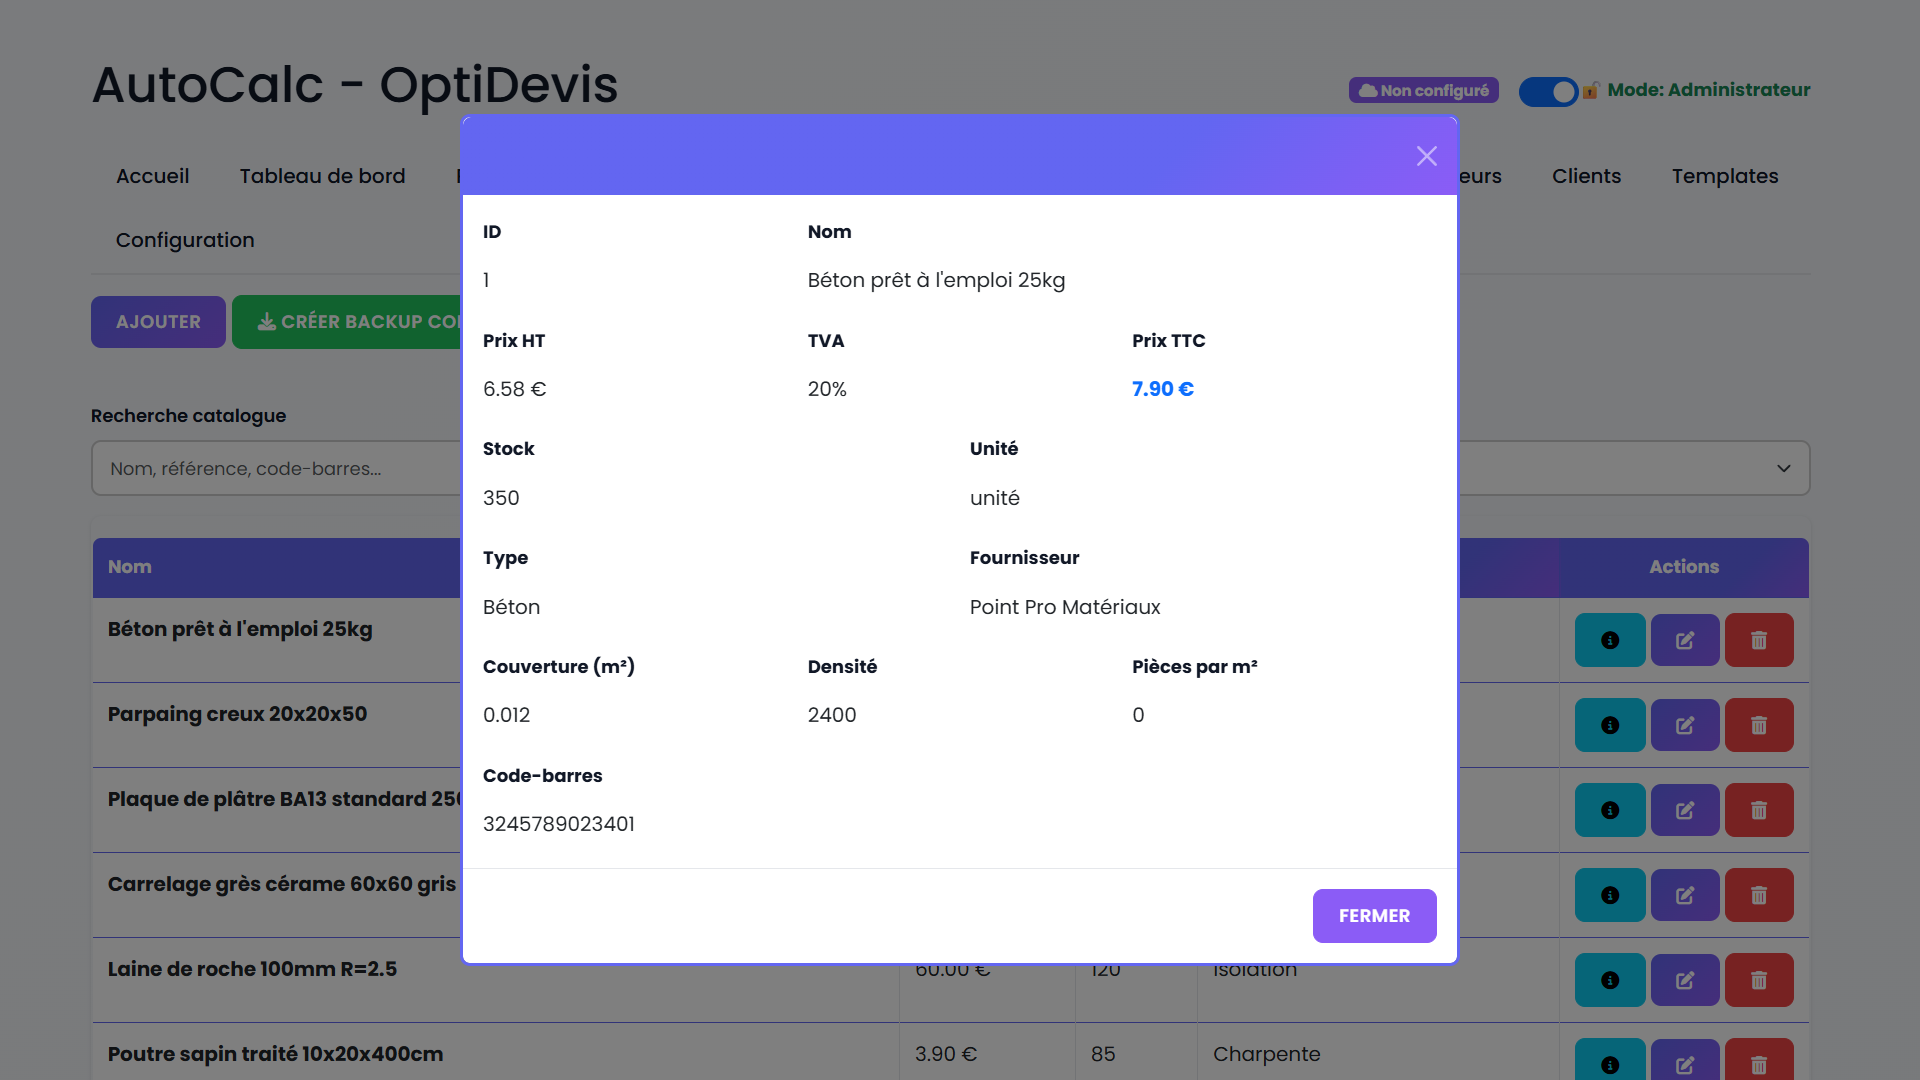 AutoCalc - OptiDevis
Non configuré
Mode: Administrateur
Accueil
Tableau de bord
eurs
Clients
Templates
Configuration
AJOUTER
CRÉER BACKUP CO
Recherche catalogue
Nom, référence, code-barres...
ID
Nom
1
Béton prêt à l'emploi 25kg
Prix HT
TVA
Prix TTC
6.58 €
20%
7.90 €
Stock
Unité
350
unité
Type
Fournisseur
Béton
Point Pro Matériaux
Couverture (m²)
Densité
Pièces par m²
0.012
2400
0
Code-barres
3245789023401
FERMER
Nom
Actions
Béton prêt à l'emploi 25kg
Parpaing creux 20x20x50
Plaque de plâtre BA13 standard 25
Carrelage grès cérame 60x60 gris
Laine de roche 100mm R=2.5
60.00 €
120
Isolation
Poutre sapin traité 10x20x400cm
3.90 €
85
Charpente